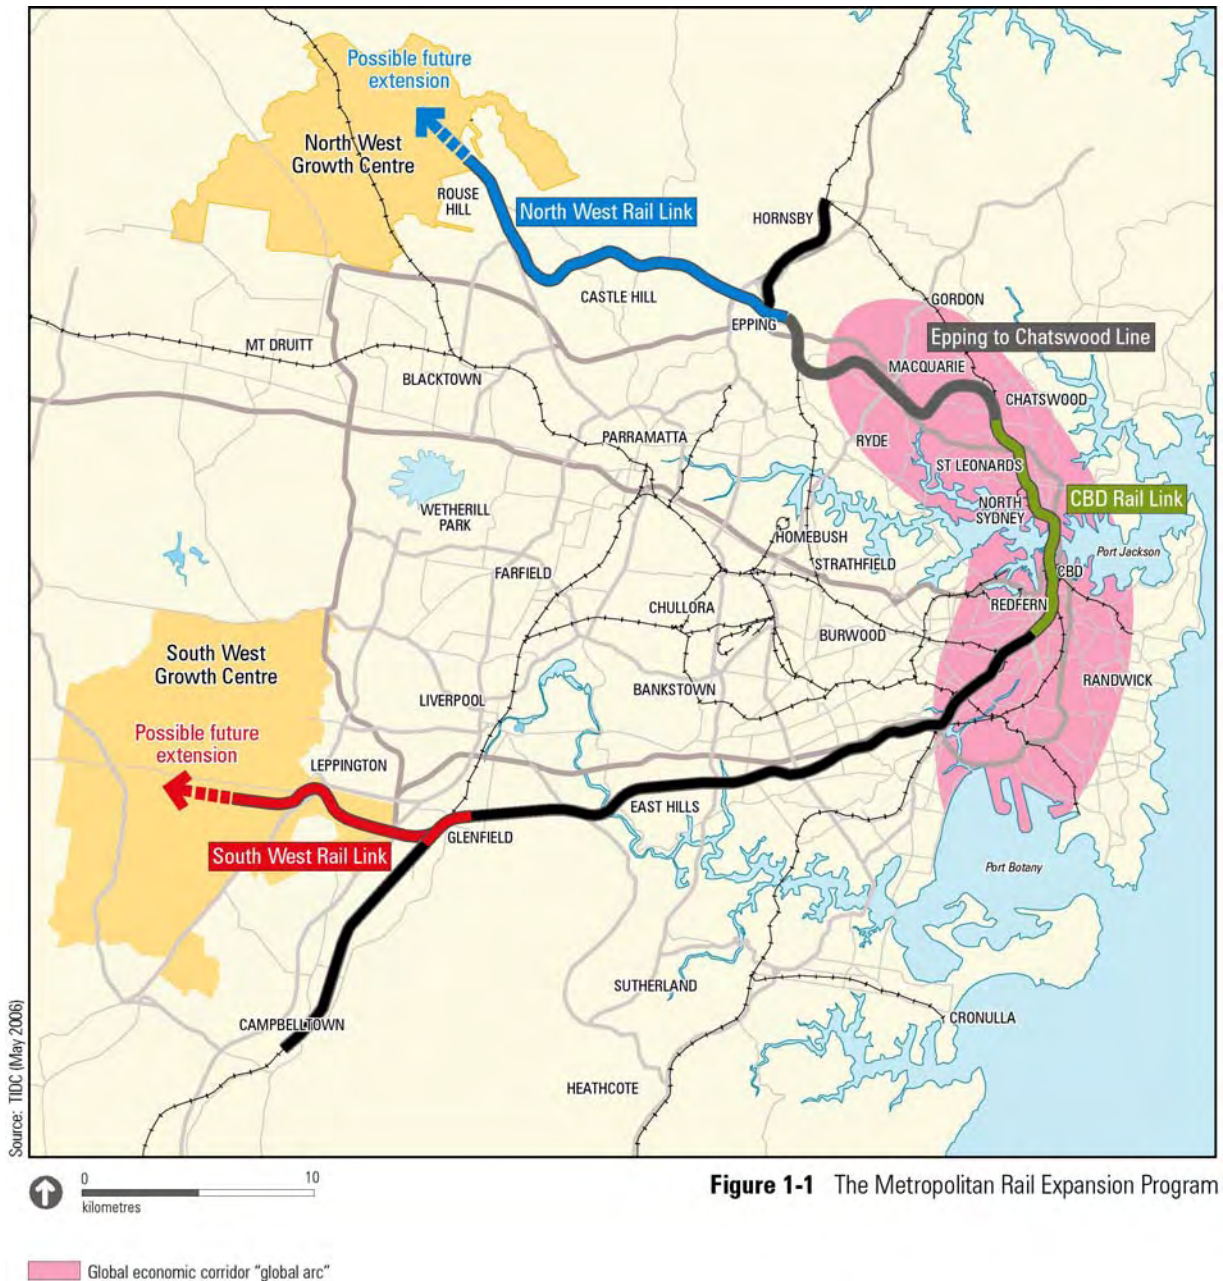 Possible future
extension
North West
Growth Centre
ROUSE
HILL
North West Rail Link
HORNSBY
CASTLE HILL
GORDON
EPPING
Epping to Chatswood Line
MT DRUITT
MACQUARIE
BLACKTOWN
CHATSWOOD
PARRAMATTA
RYDE
ST LEONARDS
CBD Rail Link
NORTH
SYDNEY
WETHERILL
PARK
HOMEBUSH
Port Jackson
STRATHFIELD
FARFIELD
CBD
CHULLORA
REDFERN
BURWOOD
South West
Growth Centre
RANDWICK
BANKSTOWN
LIVERPOOL
Possible future
extension
LEPPINGTON
EAST HILLS
GLENFIELD
South West Rail Link
Port Botany
SUTHERLAND
CAMPBELLTOWN
CRONULLA
HEATHCOTE
Source: TIDC (May 2006)
0 10
kilometres
Figure 1-1 The Metropolitan Rail Expansion Program
Global economic corridor "global arc"